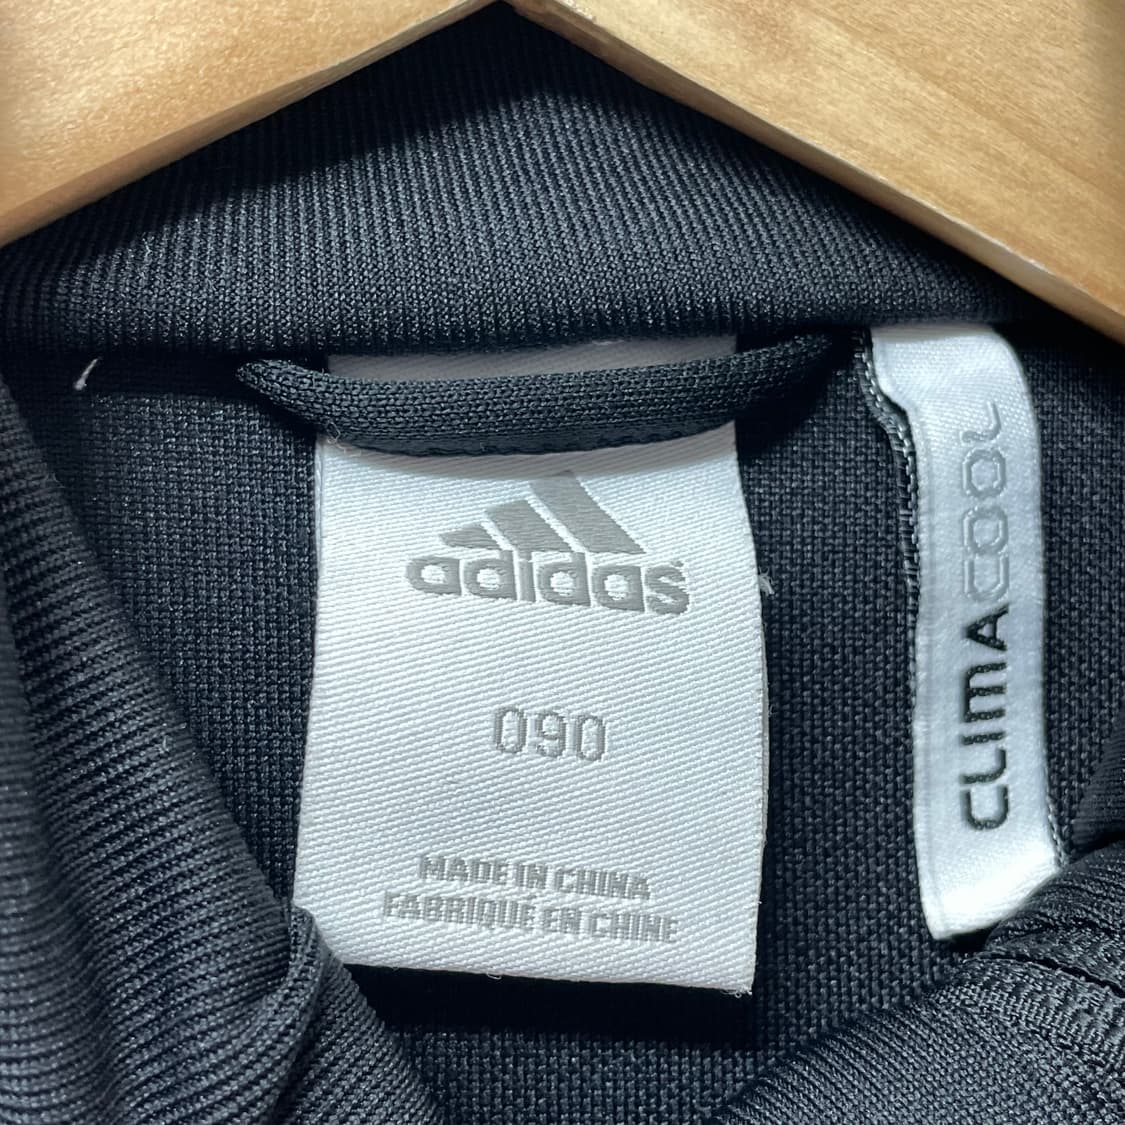 adidas
090
MADE IN CHINA
FABRIQUÉ EN CHINE
CLIMACOOL